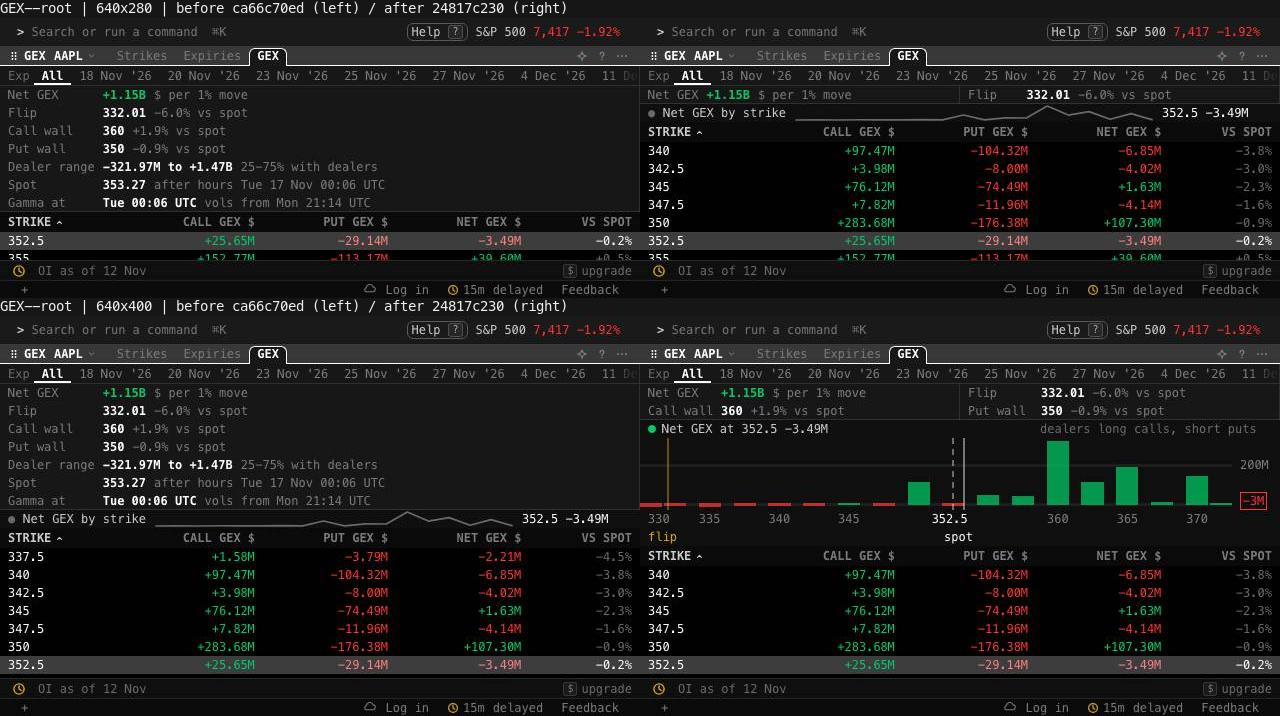 GEX--root | 640x280 | before ca66c70ed (left) / after 24817c230 (right)
> Search or run a command ⌘K Help ? S&P 500 7,417 −1.92%
GEX AAPL Strikes Expiries GEX ?
Exp All 18 Nov '26 20 Nov '26 23 Nov '26 25 Nov '26 27 Nov '26 4 Dec '26 11 De
Net GEX +1.15B $ per 1% move
Flip 332.01 −6.0% vs spot
Call wall 360 +1.9% vs spot
Put wall 350 −0.9% vs spot
Dealer range −321.97M to +1.47B 25−75% with dealers
Spot 353.27 after hours Tue 17 Nov 00:06 UTC
Gamma at Tue 00:06 UTC vols from Mon 21:14 UTC
STRIKE CALL GEX $ PUT GEX $ NET GEX $ VS SPOT
352.5 +25.65M −29.14M −3.49M −0.2%
355 +152.77M −113.17M +39.60M +0.5%
OI as of 12 Nov $ upgrade
+ Log in 15m delayed Feedback
> Search or run a command ⌘K Help ? S&P 500 7,417 −1.92%
GEX AAPL Strikes Expiries GEX ?
Exp All 18 Nov '26 20 Nov '26 23 Nov '26 25 Nov '26 27 Nov '26 4 Dec '26 11 D
Net GEX +1.15B $ per 1% move Flip 332.01 −6.0% vs spot
Net GEX by strike 352.5 −3.49M
STRIKE CALL GEX $ PUT GEX $ NET GEX $ VS SPOT
340 +97.47M −104.32M −6.85M −3.8%
342.5 +3.98M −8.00M −4.02M −3.0%
345 +76.12M −74.49M +1.63M −2.3%
347.5 +7.82M −11.96M −4.14M −1.6%
350 +283.68M −176.38M +107.30M −0.9%
352.5 +25.65M −29.14M −3.49M −0.2%
355 +152.77M −113.17M +39.60M +0.5%
OI as of 12 Nov $ upgrade
+ Log in 15m delayed Feedback
GEX--root | 640x400 | before ca66c70ed (left) / after 24817c230 (right)
> Search or run a command ⌘K Help ? S&P 500 7,417 −1.92%
GEX AAPL Strikes Expiries GEX ?
Exp All 18 Nov '26 20 Nov '26 23 Nov '26 25 Nov '26 27 Nov '26 4 Dec '26 11 De
Net GEX +1.15B $ per 1% move
Flip 332.01 −6.0% vs spot
Call wall 360 +1.9% vs spot
Put wall 350 −0.9% vs spot
Dealer range −321.97M to +1.47B 25−75% with dealers
Spot 353.27 after hours Tue 17 Nov 00:06 UTC
Gamma at Tue 00:06 UTC vols from Mon 21:14 UTC
Net GEX by strike 352.5 −3.49M
STRIKE CALL GEX $ PUT GEX $ NET GEX $ VS SPOT
337.5 +1.58M −3.79M −2.21M −4.5%
340 +97.47M −104.32M −6.85M −3.8%
342.5 +3.98M −8.00M −4.02M −3.0%
345 +76.12M −74.49M +1.63M −2.3%
347.5 +7.82M −11.96M −4.14M −1.6%
350 +283.68M −176.38M +107.30M −0.9%
352.5 +25.65M −29.14M −3.49M −0.2%
OI as of 12 Nov $ upgrade
+ Log in 15m delayed Feedback
> Search or run a command ⌘K Help ? S&P 500 7,417 −1.92%
GEX AAPL Strikes Expiries GEX ?
Exp All 18 Nov '26 20 Nov '26 23 Nov '26 25 Nov '26 27 Nov '26 4 Dec '26 11 D
Net GEX +1.15B $ per 1% move Flip 332.01 −6.0% vs spot
Call wall 360 +1.9% vs spot Put wall 350 −0.9% vs spot
Net GEX at 352.5 −3.49M dealers long calls, short puts
200M
−3M
330 335 340 345 352.5 360 365 370
flip spot
STRIKE CALL GEX $ PUT GEX $ NET GEX $ VS SPOT
340 +97.47M −104.32M −6.85M −3.8%
342.5 +3.98M −8.00M −4.02M −3.0%
345 +76.12M −74.49M +1.63M −2.3%
347.5 +7.82M −11.96M −4.14M −1.6%
350 +283.68M −176.38M +107.30M −0.9%
352.5 +25.65M −29.14M −3.49M −0.2%
OI as of 12 Nov $ upgrade
+ Log in 15m delayed Feedback